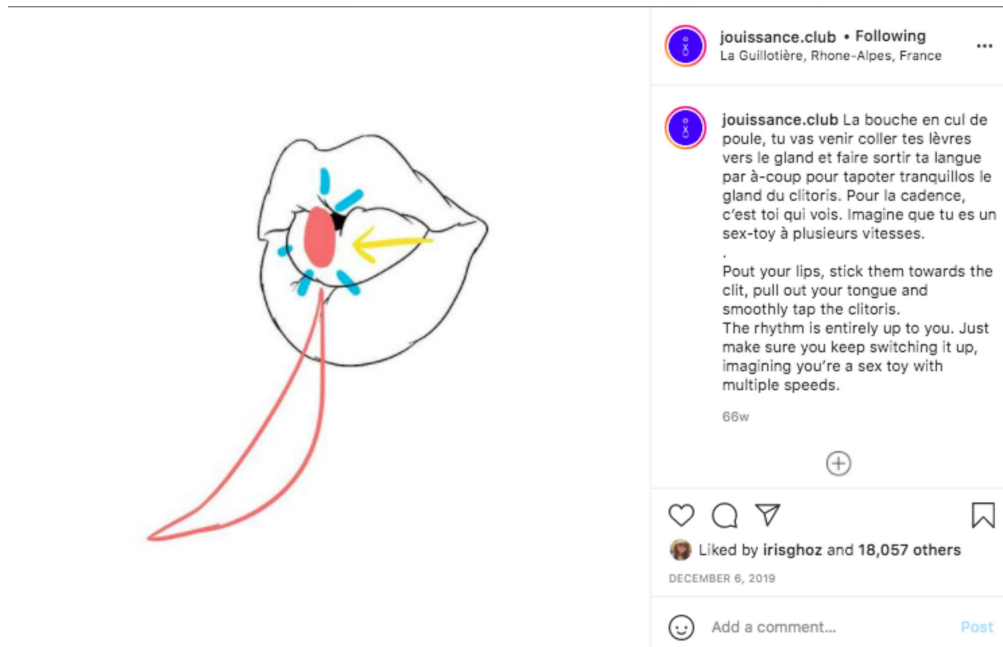 jouissance.club • Following
La Guillotière, Rhone-Alpes, France
jouissance.club La bouche en cul de
poule, tu vas venir coller tes lèvres
vers le gland et faire sortir ta langue
par à-coup pour tapoter tranquillos le
gland du clitoris. Pour la cadence,
c'est toi qui vois. Imagine que tu es un
sex-toy à plusieurs vitesses.
.
Pout your lips, stick them towards the
clit, pull out your tongue and
smoothly tap the clitoris.
The rhythm is entirely up to you. Just
make sure you keep switching it up,
imagining you're a sex toy with
multiple speeds.
66w
Liked by irisghoz and 18,057 others
DECEMBER 6, 2019
Add a comment... Post